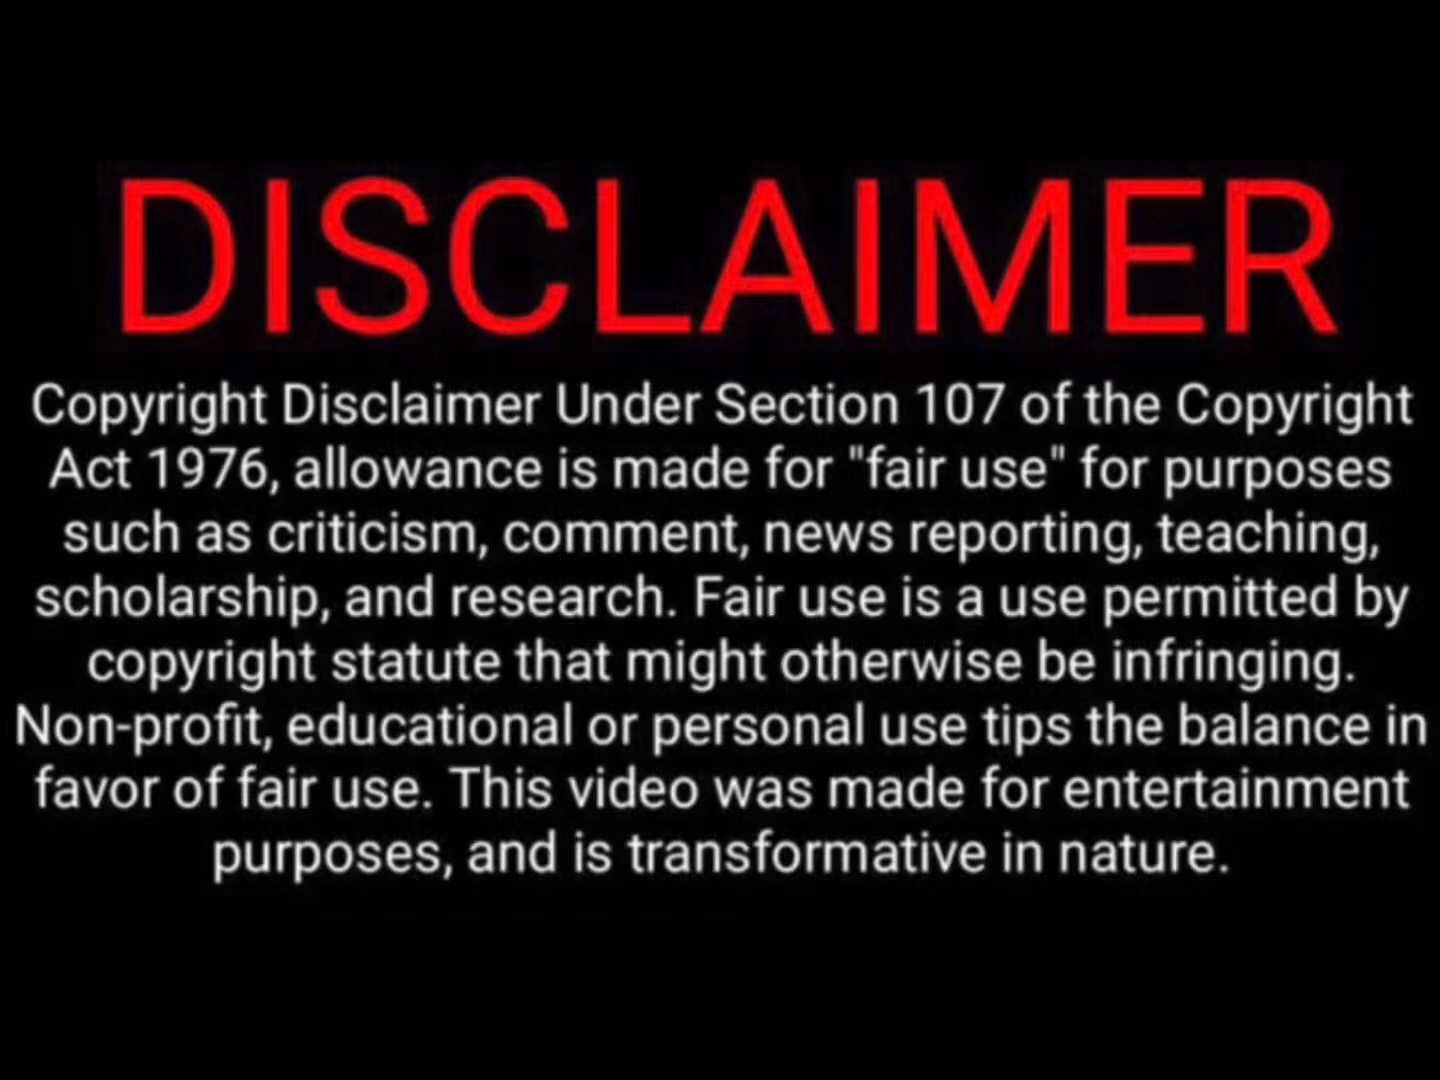 DISCLAIMER
Copyright Disclaimer Under Section 107 of the Copyright
Act 1976, allowance is made for "fair use" for purposes
such as criticism, comment, news reporting, teaching,
scholarship, and research. Fair use is a use permitted by
copyright statute that might otherwise be infringing.
Non-profit, educational or personal use tips the balance in
favor of fair use. This video was made for entertainment
purposes, and is transformative in nature.